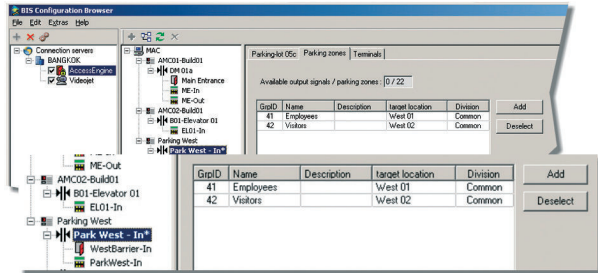 BIS Configuration Browser
File Edit Extras Help
Connection servers
BANGKOK
AccessEngine
Videojet
MAC
AMC01-Build01
DM 01a
Main Entrance
ME-In
ME-Out
AMC02-Build01
B01-Elevator 01
EL01-In
Parking West
Park West - In*
Parking-lot 05c Parking zones Terminals
Available output signals / parking zones : 0 / 22
GrpID Name Description target location Division
41 Employees West 01 Common
42 Visitors West 02 Common
Add
Deselect
ME-Out
AMC02-Build01
B01-Elevator 01
EL01-In
Parking West
Park West - In*
WestBarrier-In
ParkWest-In
GrpID Name Description target location Division
41 Employees West 01 Common
42 Visitors West 02 Common
Add
Deselect